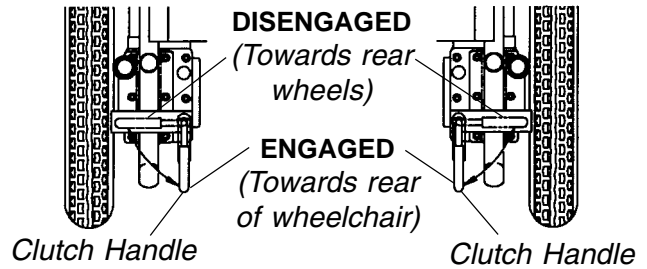 DISENGAGED
(Towards rear
wheels)
ENGAGED
(Towards rear
of wheelchair)
Clutch Handle
Clutch Handle